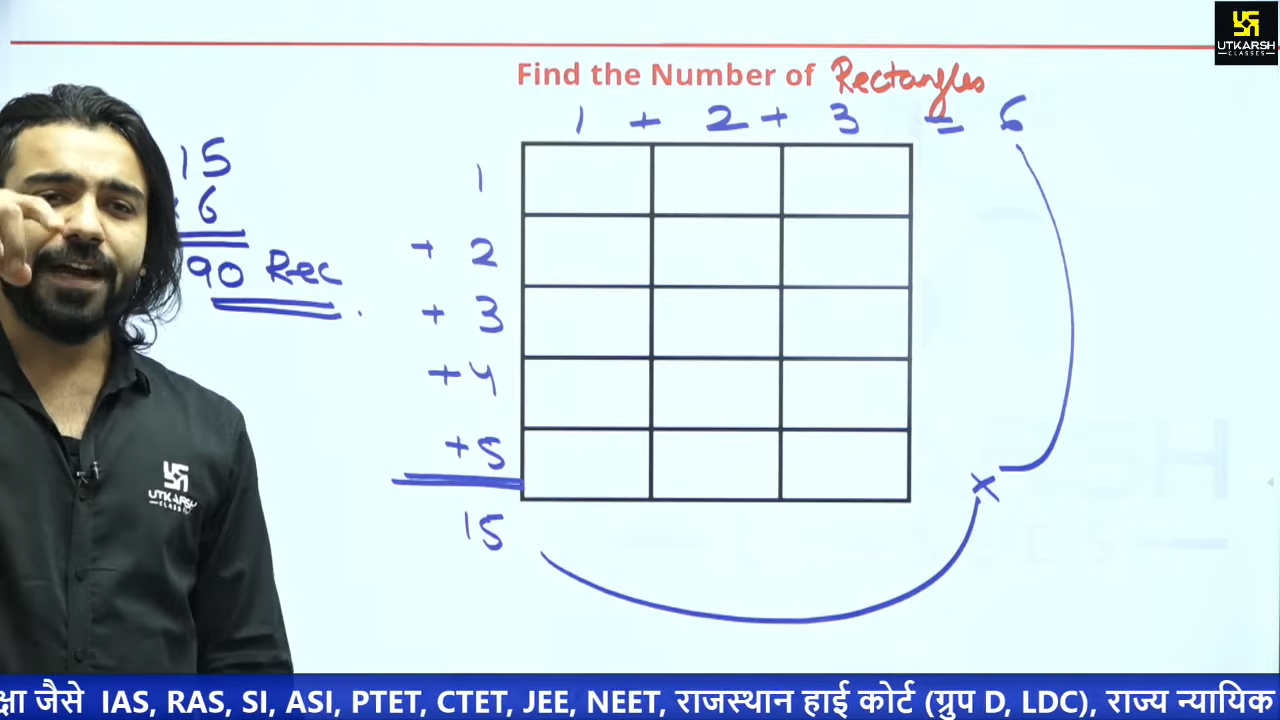 UTKARSH
CLASSES
Find the Number of Rectangles
1 + 2 + 3 = 6
15
6
90 Rec
1
+ 2
+ 3
+ 4
+5
15
×
UTKARSH
CLASSES
क्षा जैसे IAS, RAS, SI, ASI, PTET, CTET, JEE, NEET, राजस्थान हाई कोर्ट (ग्रुप D, LDC), राज्य न्यायिक